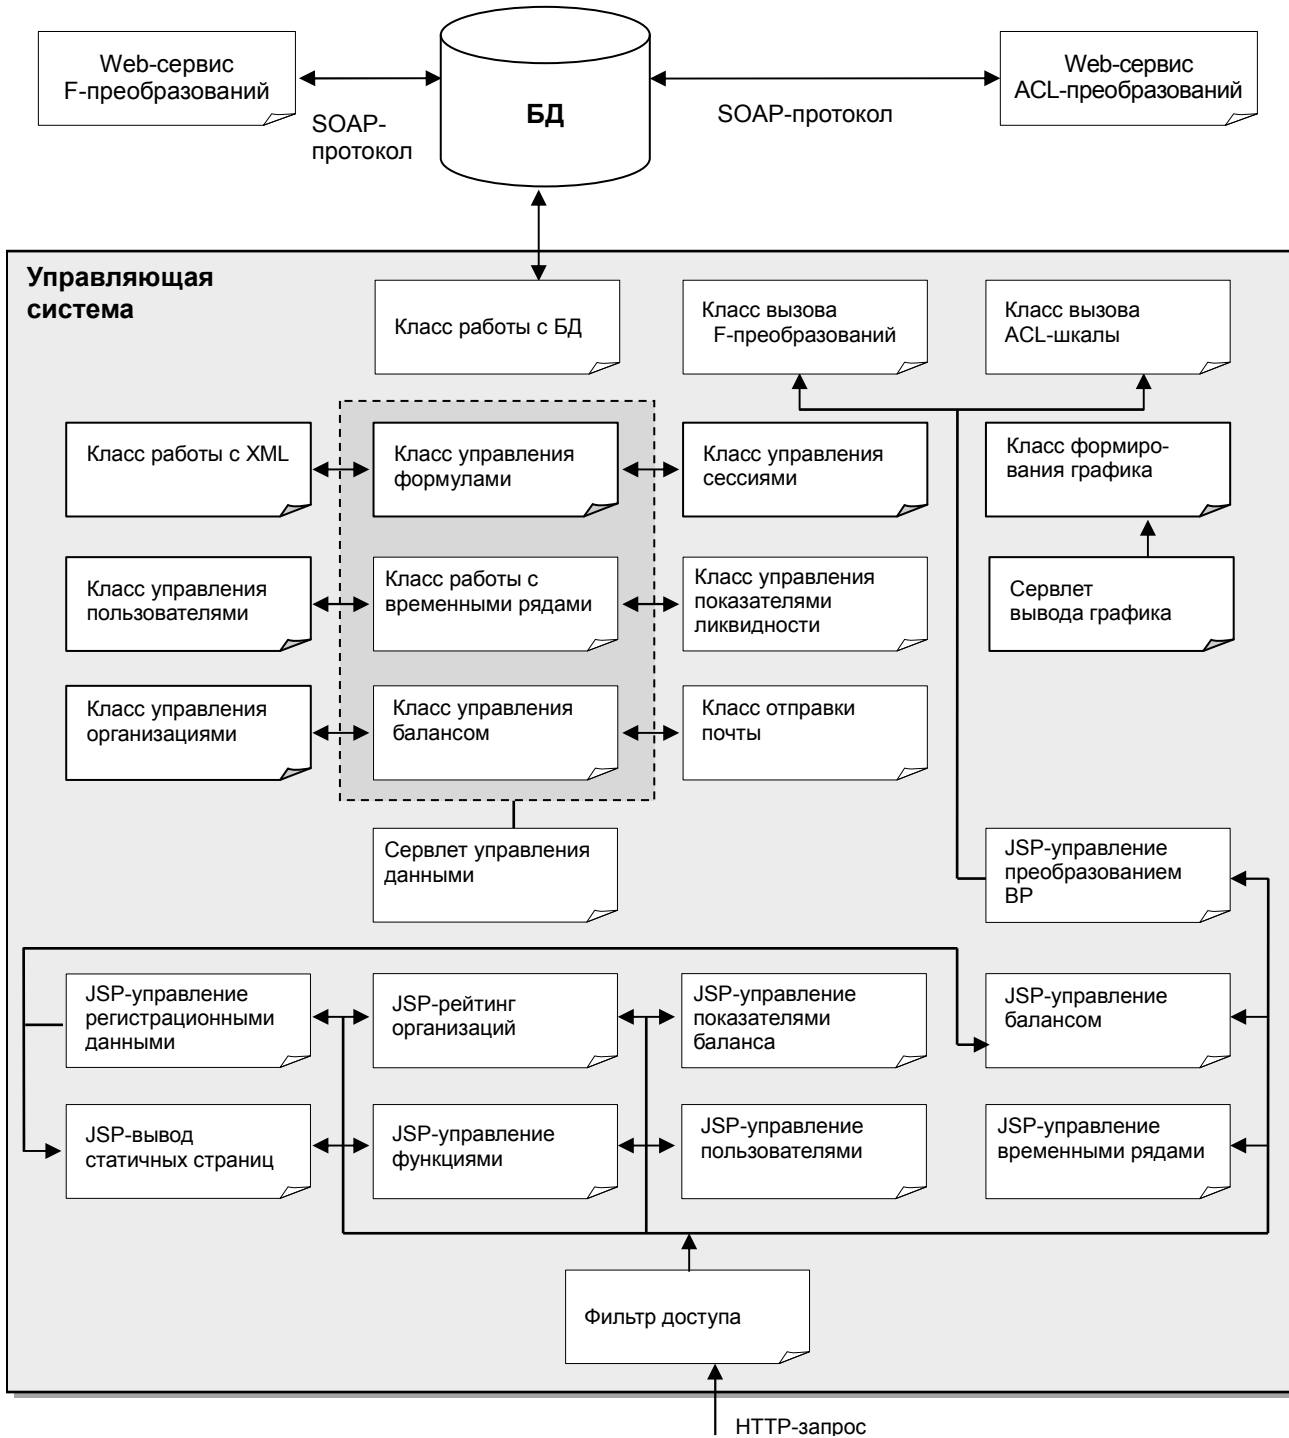 Web-сервис
F-преобразований
SOAP-
протокол
БД
SOAP-протокол
Web-сервис
ACL-преобразований
Управляющая
система
Класс работы с БД
Класс вызова
F-преобразований
Класс вызова
ACL-шкалы
Класс работы с XML
Класс управления
формулами
Класс управления
сессиями
Класс формиро-
вания графика
Класс управления
пользователями
Класс работы с
временными рядами
Класс управления
показателями
ликвидности
Сервлет
вывода графика
Класс управления
организациями
Класс управления
балансом
Класс отправки
почты
Сервлет управления
данными
JSP-управление
преобразованием
ВР
JSP-управление
регистрационными
данными
JSP-рейтинг
организаций
JSP-управление
показателями
баланса
JSP-управление
балансом
JSP-вывод
статичных страниц
JSP-управление
функциями
JSP-управление
пользователями
JSP-управление
временными рядами
Фильтр доступа
HTTP-запрос